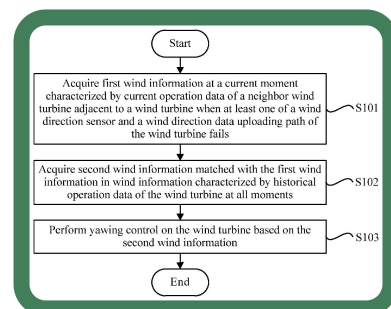 Start
Acquire first wind information at a current moment
characterized by current operation data of a neighbor wind
turbine adjacent to a wind turbine when at least one of a wind
direction sensor and a wind direction data uploading path of
the wind turbine fails
S101
Acquire second wind information matched with the first wind
information in wind information characterized by historical
operation data of the wind turbine at all moments
S102
Perform yawing control on the wind turbine based on the
second wind information
S103
End